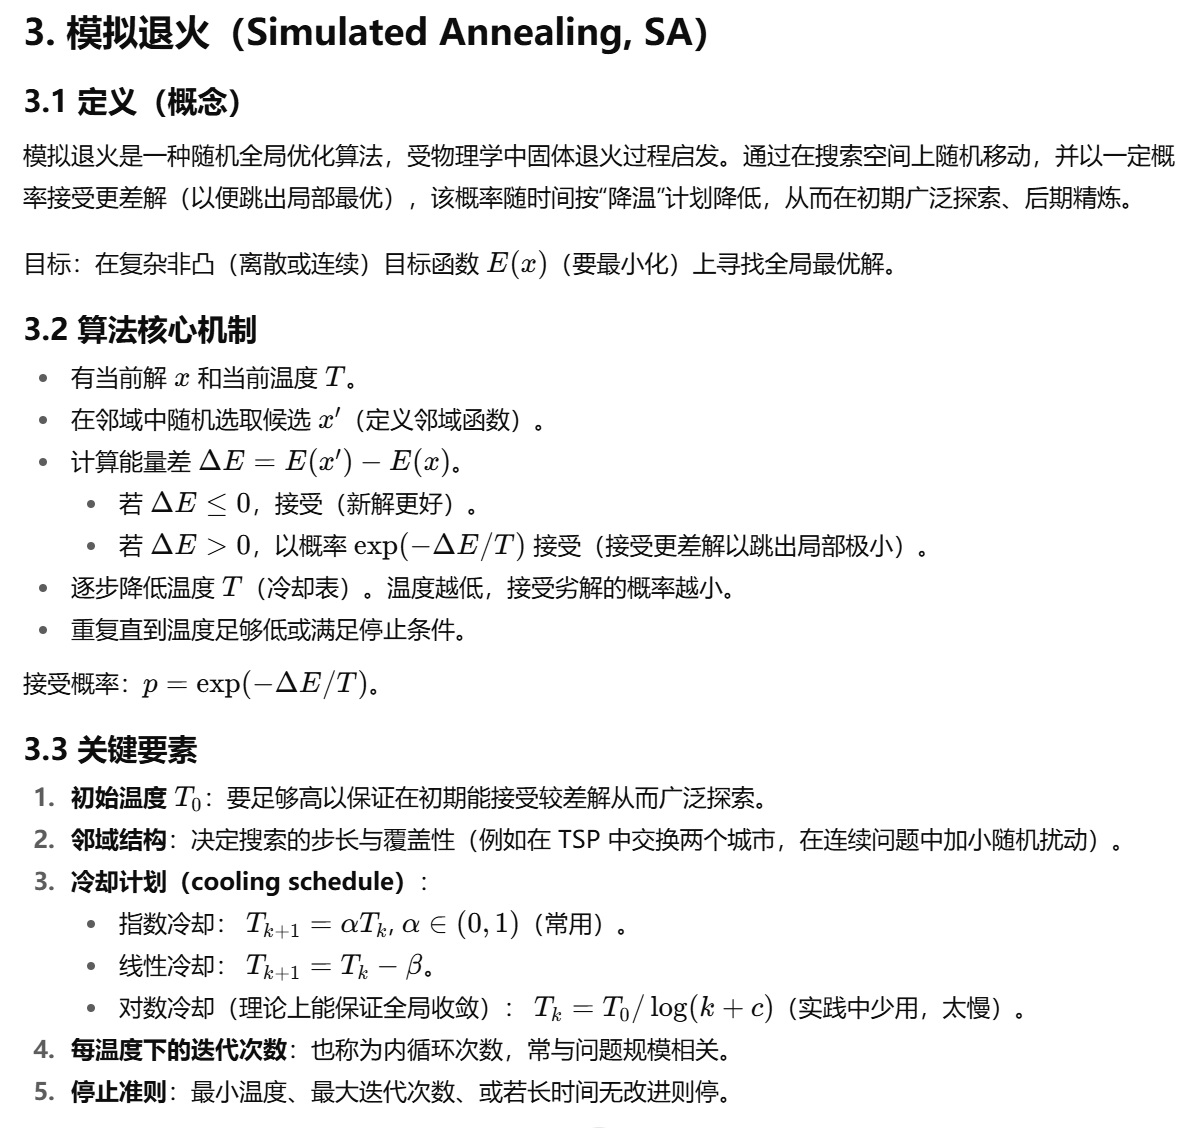 3. 模拟退火（Simulated Annealing, SA）
3.1 定义（概念）
模拟退火是一种随机全局优化算法，受物理学中固体退火过程启发。通过在搜索空间上随机移动，并以一定概
率接受更差解（以便跳出局部最优），该概率随时间按“降温”计划降低，从而在初期广泛探索、后期精炼。
目标：在复杂非凸（离散或连续）目标函数 E(x)（要最小化）上寻找全局最优解。
3.2 算法核心机制
• 有当前解 x 和当前温度 T。
• 在邻域中随机选取候选 x′（定义邻域函数）。
• 计算能量差 ΔE = E(x′) − E(x)。
• 若 ΔE ≤ 0，接受（新解更好）。
• 若 ΔE > 0，以概率 exp(−ΔE/T) 接受（接受更差解以跳出局部极小）。
• 逐步降低温度 T（冷却表）。温度越低，接受劣解的概率越小。
• 重复直到温度足够低或满足停止条件。
接受概率：p = exp(−ΔE/T)。
3.3 关键要素
1. 初始温度 T₀：要足够高以保证在初期能接受较差解从而广泛探索。
2. 邻域结构：决定搜索的步长与覆盖性（例如在 TSP 中交换两个城市，在连续问题中加小随机扰动）。
3. 冷却计划（cooling schedule）：
• 指数冷却： Tₖ₊₁ = αTₖ, α ∈ (0, 1)（常用）。
• 线性冷却： Tₖ₊₁ = Tₖ − β。
• 对数冷却（理论上能保证全局收敛）： Tₖ = T₀/ log(k + c)（实践中少用，太慢）。
4. 每温度下的迭代次数：也称为内循环次数，常与问题规模相关。
5. 停止准则：最小温度、最大迭代次数、或若长时间无改进则停。